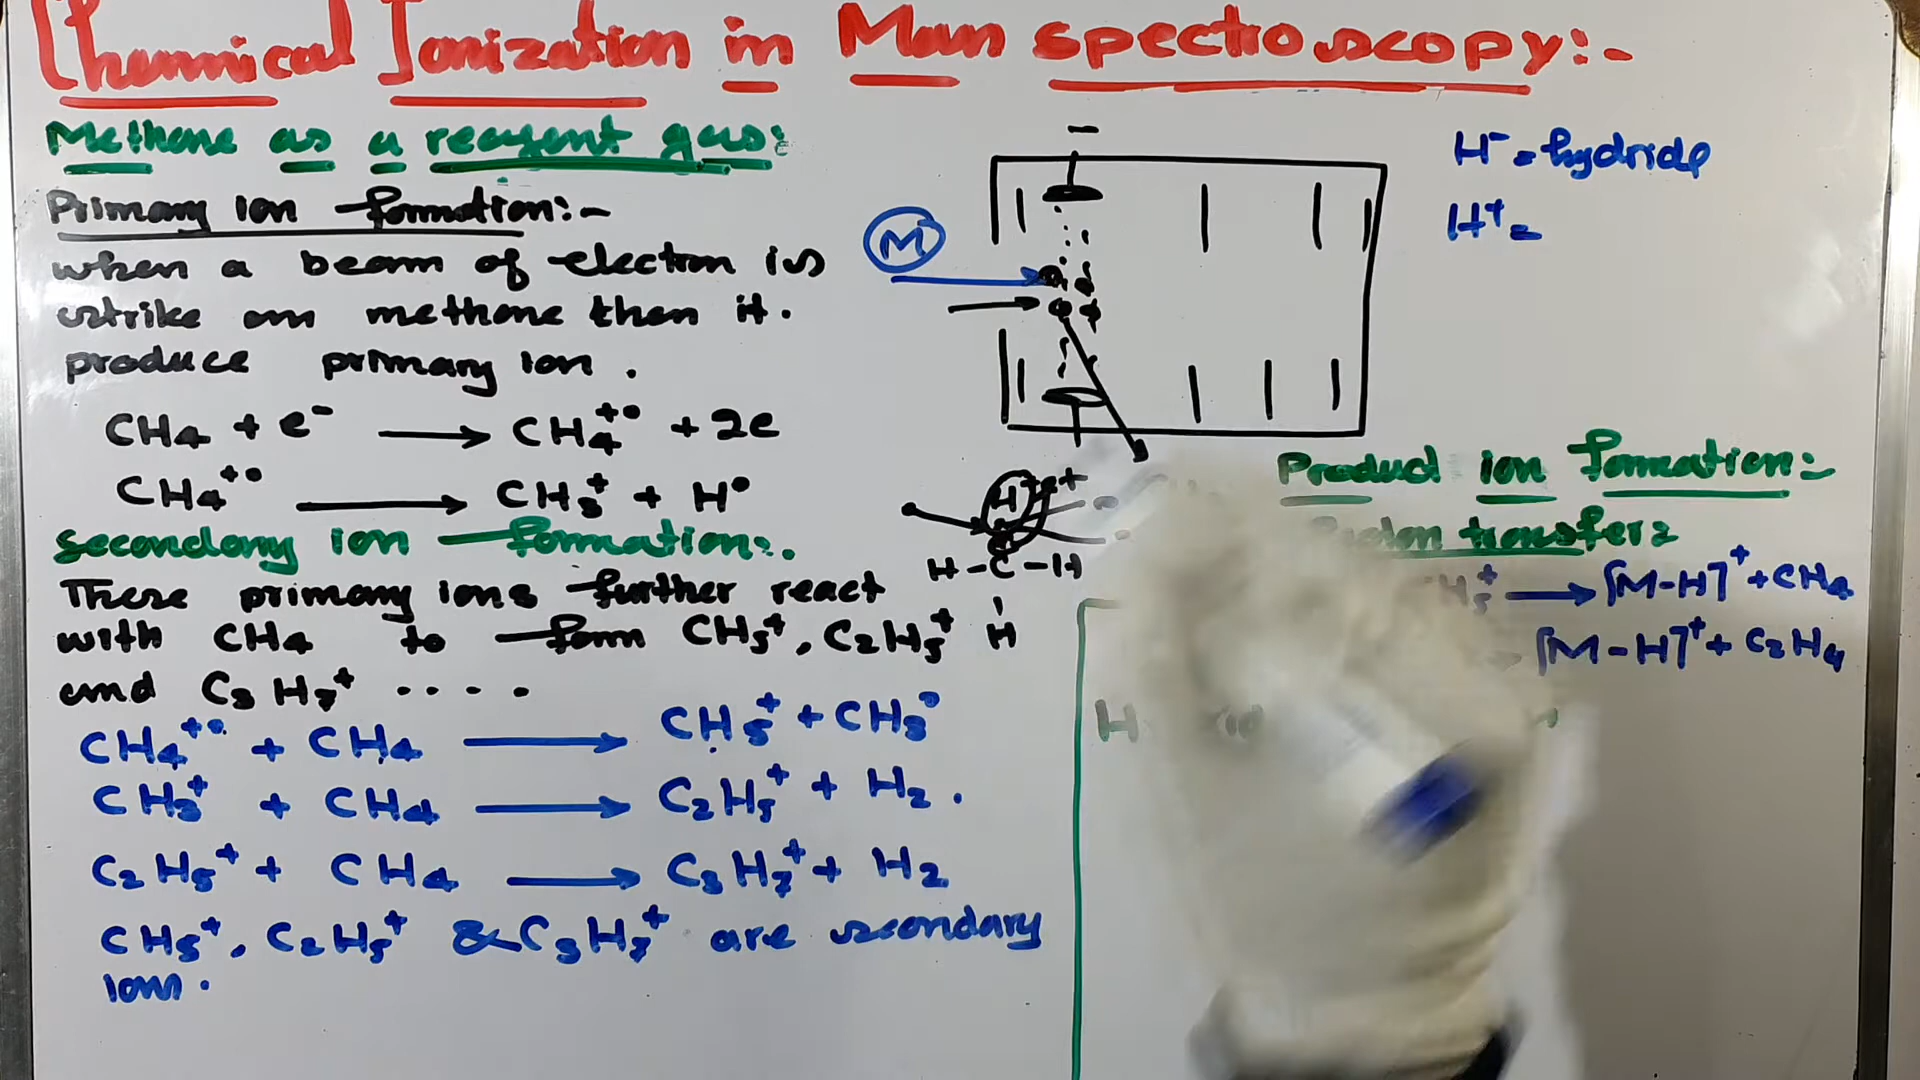 Chemical Ionization in Mass spectroscopy:-
Methane as a reagent gas:
Primary ion formation:-
when a beam of electron is
strike on methane then it.
produce primary ion.
CH4 + e⁻ → CH4⁺• + 2e
CH4⁺• → CH3⁺ + H•
secondary ion formation:.
These primary ions further react
with CH4 to form CH5⁺, C2H5⁺
and C3H7⁺ ....
CH4⁺• + CH4 → CH5⁺ + CH3•
CH3⁺ + CH4 → C2H5⁺ + H2.
C2H5⁺ + CH4 → C3H7⁺ + H2
CH5⁺, C2H5⁺ & C3H7⁺ are secondary
ion.
M
H
H-C-H
H
H⁻ = hydride
H⁺ =
Product ion formation:
transfer:
H5⁺ → [M-H]⁺ + CH4
→ [M-H]⁺ + C2H4
H